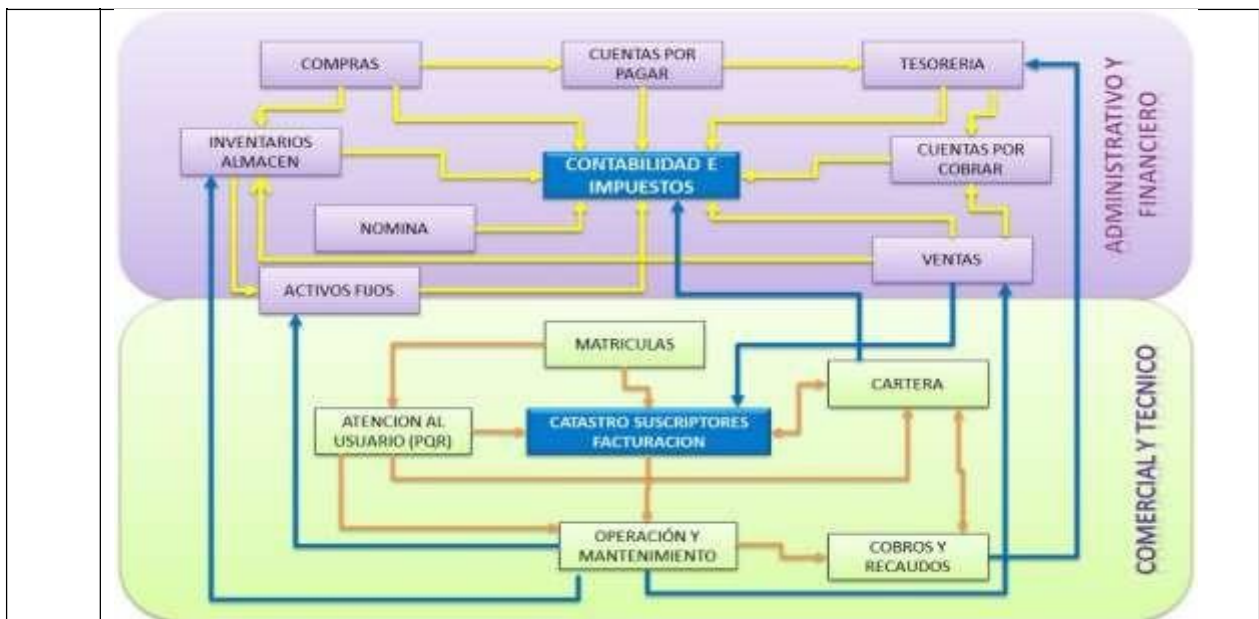 COMPRAS
CUENTAS POR
PAGAR
TESORERIA
INVENTARIOS
ALMACEN
CONTABILIDAD E
IMPUESTOS
CUENTAS POR
COBRAR
NOMINA
VENTAS
ACTIVOS FIJOS
ADMINISTRATIVO Y
FINANCIERO
MATRICULAS
CARTERA
ATENCION AL
USUARIO (PQR)
CATASTRO SUSCRIPTORES
FACTURACION
OPERACIÓN Y
MANTENIMIENTO
COBROS Y
RECAUDOS
COMERCIAL Y TECNICO